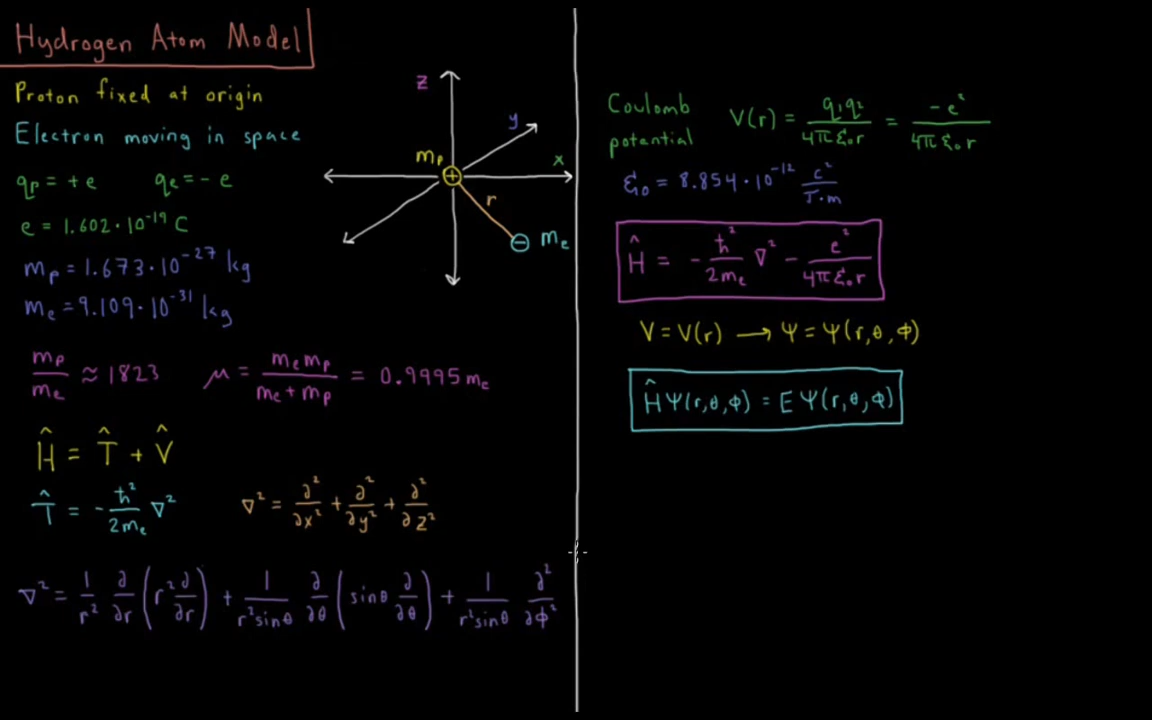 Hydrogen Atom Model
Proton fixed at origin
Electron moving in space
qₚ = +e qₑ = -e
e = 1.602·10⁻¹⁹ C
mₚ = 1.673·10⁻²⁷ kg
mₑ = 9.109·10⁻³¹ kg
z
y
x
mₚ
+
r
− mₑ
mₚ/mₑ ≈ 1823 μ = mₑmₚ/(mₑ + mₚ) = 0.9995 mₑ
Ĥ = T̂ + V̂
T̂ = -ħ²/2mₑ ∇² ∇² = ∂²/∂x² + ∂²/∂y² + ∂²/∂z²
∇² = 1/r² ∂/∂r (r² ∂/∂r) + 1/(r² sinθ) ∂/∂θ (sinθ ∂/∂θ) + 1/(r² sinθ) ∂²/∂ϕ²
Coulomb
potential
V(r) = q₁q₂/4πε₀r = -e²/4πε₀r
ε₀ = 8.854·10⁻¹² C²/J·m
Ĥ = -ħ²/2mₑ ∇² - e²/4πε₀r
V = V(r) → Ψ = Ψ(r,θ,ϕ)
ĤΨ(r,θ,ϕ) = EΨ(r,θ,ϕ)